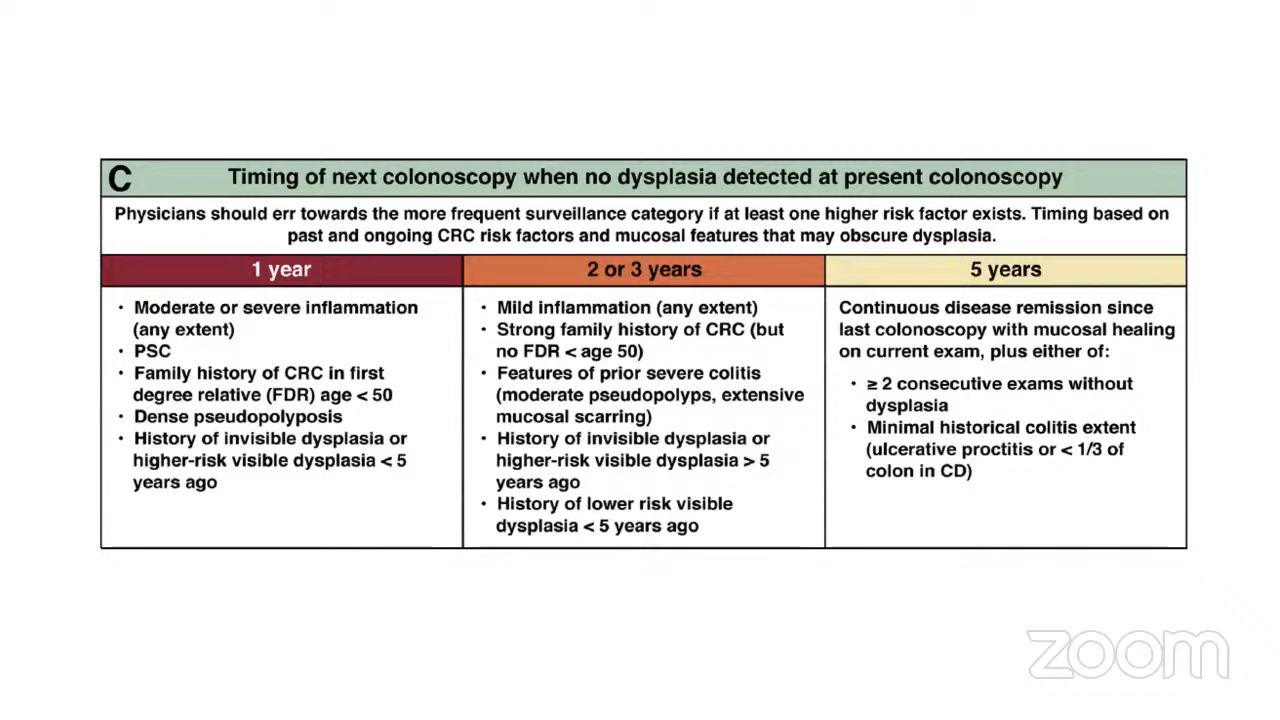 C
Timing of next colonoscopy when no dysplasia detected at present colonoscopy
Physicians should err towards the more frequent surveillance category if at least one higher risk factor exists. Timing based on
past and ongoing CRC risk factors and mucosal features that may obscure dysplasia.
1 year
• Moderate or severe inflammation
(any extent)
• PSC
• Family history of CRC in first
degree relative (FDR) age < 50
• Dense pseudopolyposis
• History of invisible dysplasia or
higher-risk visible dysplasia < 5
years ago
2 or 3 years
• Mild inflammation (any extent)
• Strong family history of CRC (but
no FDR < age 50)
• Features of prior severe colitis
(moderate pseudopolyps, extensive
mucosal scarring)
• History of invisible dysplasia or
higher-risk visible dysplasia > 5
years ago
• History of lower risk visible
dysplasia < 5 years ago
5 years
Continuous disease remission since
last colonoscopy with mucosal healing
on current exam, plus either of:
• ≥ 2 consecutive exams without
dysplasia
• Minimal historical colitis extent
(ulcerative proctitis or < 1/3 of
colon in CD)
zoom